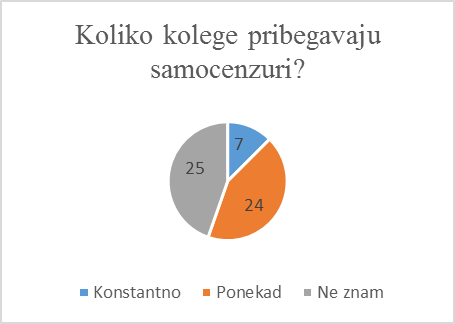 Koliko kolege pribegavaju
samocenzuri?
7
25
24
Konstantno Ponekad Ne znam